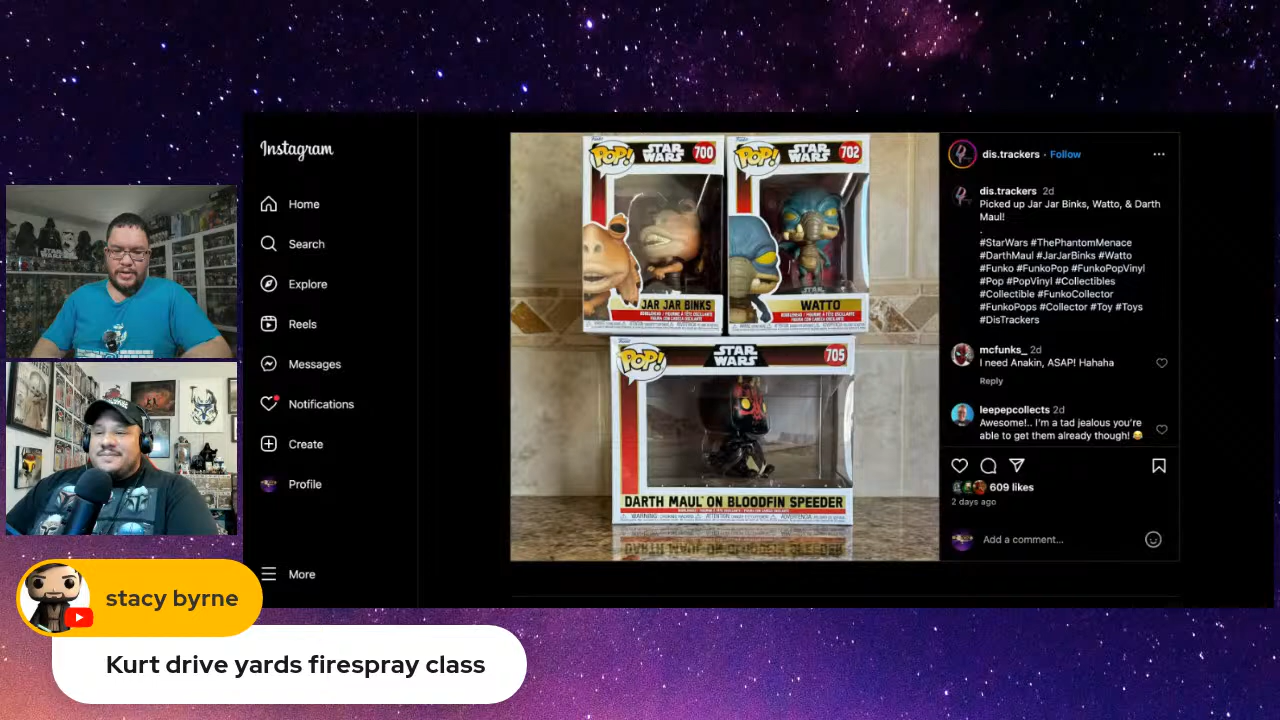 Instagram
Home
Search
Explore
Reels
Messages
Notifications
Create
Profile
More
POP!
STAR WARS
700
JAR JAR BINKS
POP!
STAR WARS
702
WATTO
POP!
STAR WARS
705
DARTH MAUL ON BLOODFIN SPEEDER
dis.trackers • Follow
dis.trackers 2d
Picked up Jar Jar Binks, Watto, & Darth
Maul!
.
#StarWars #ThePhantomMenace
#DarthMaul #JarJarBinks #Watto
#Funko #FunkoPop #FunkoPopVinyl
#Pop #PopVinyl #Collectibles
#Collectible #FunkoCollector
#FunkoPops #Collector #Toy #Toys
#DisTrackers
mcfunks_ 2d
I need Anakin, ASAP! Hahaha
Reply
leepepcollects 2d
Awesome!.. I'm a tad jealous you're
able to get them already though! 😂
609 likes
2 days ago
Add a comment...
stacy byrne
Kurt drive yards firespray class